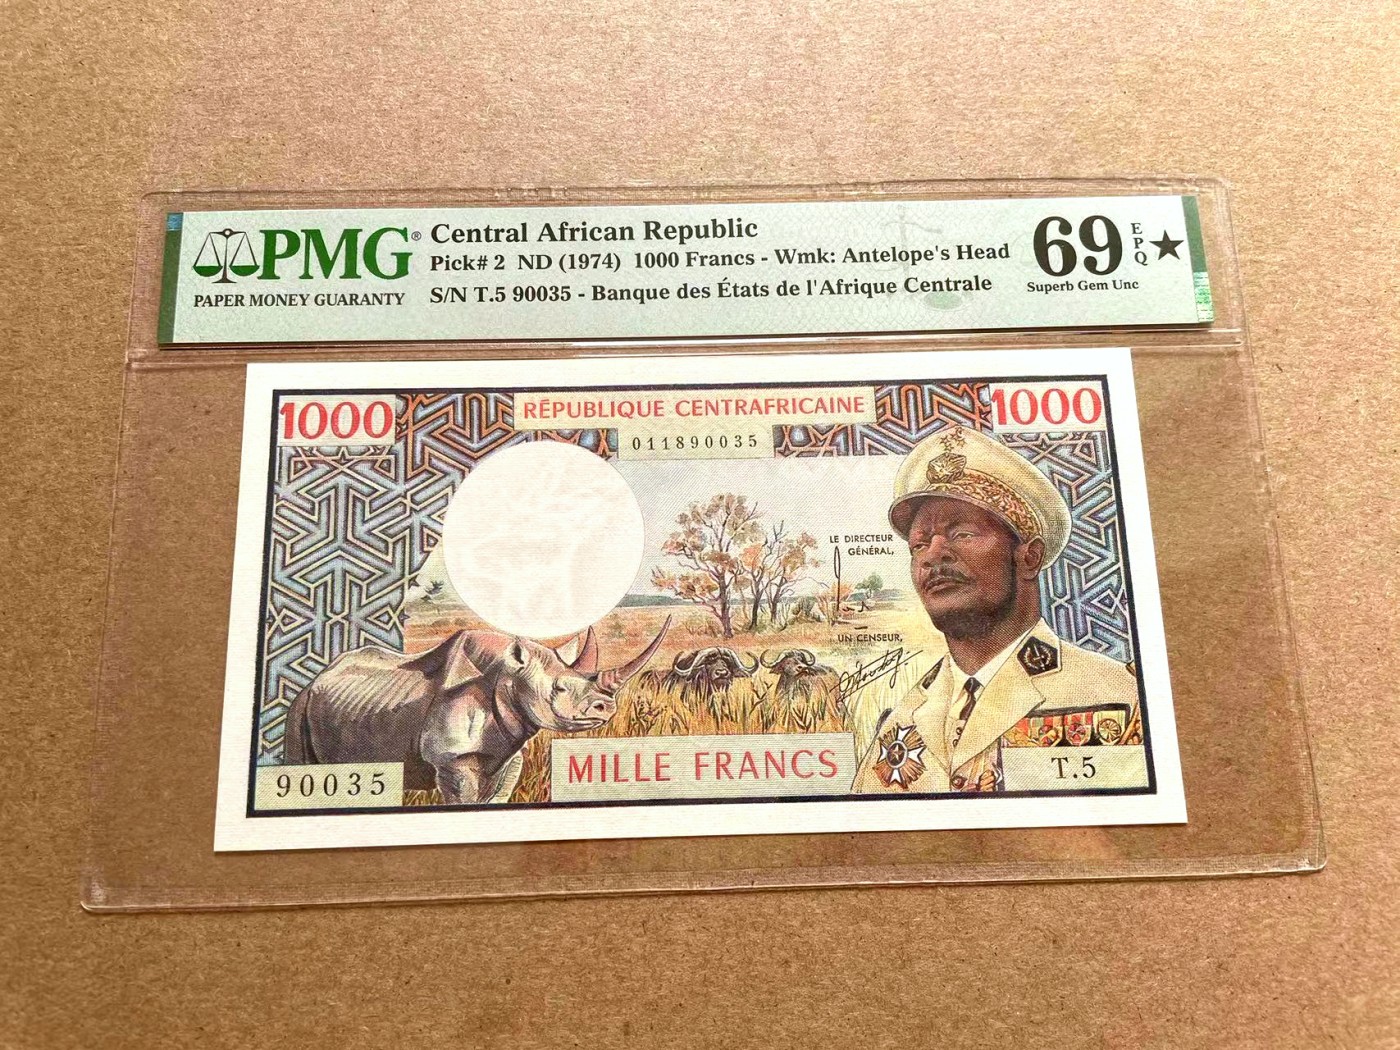 PMG®
PAPER MONEY GUARANTY
Central African Republic
Pick# 2 ND (1974) 1000 Francs - Wmk: Antelope's Head
S/N T.5 90035 - Banque des États de l'Afrique Centrale
69 EPQ ★
Superb Gem Unc
1000
RÉPUBLIQUE CENTRAFRICAINE
1000
011890035
LE DIRECTEUR
GÉNÉRAL,
UN CENSEUR,
MILLE FRANCS
90035
T.5